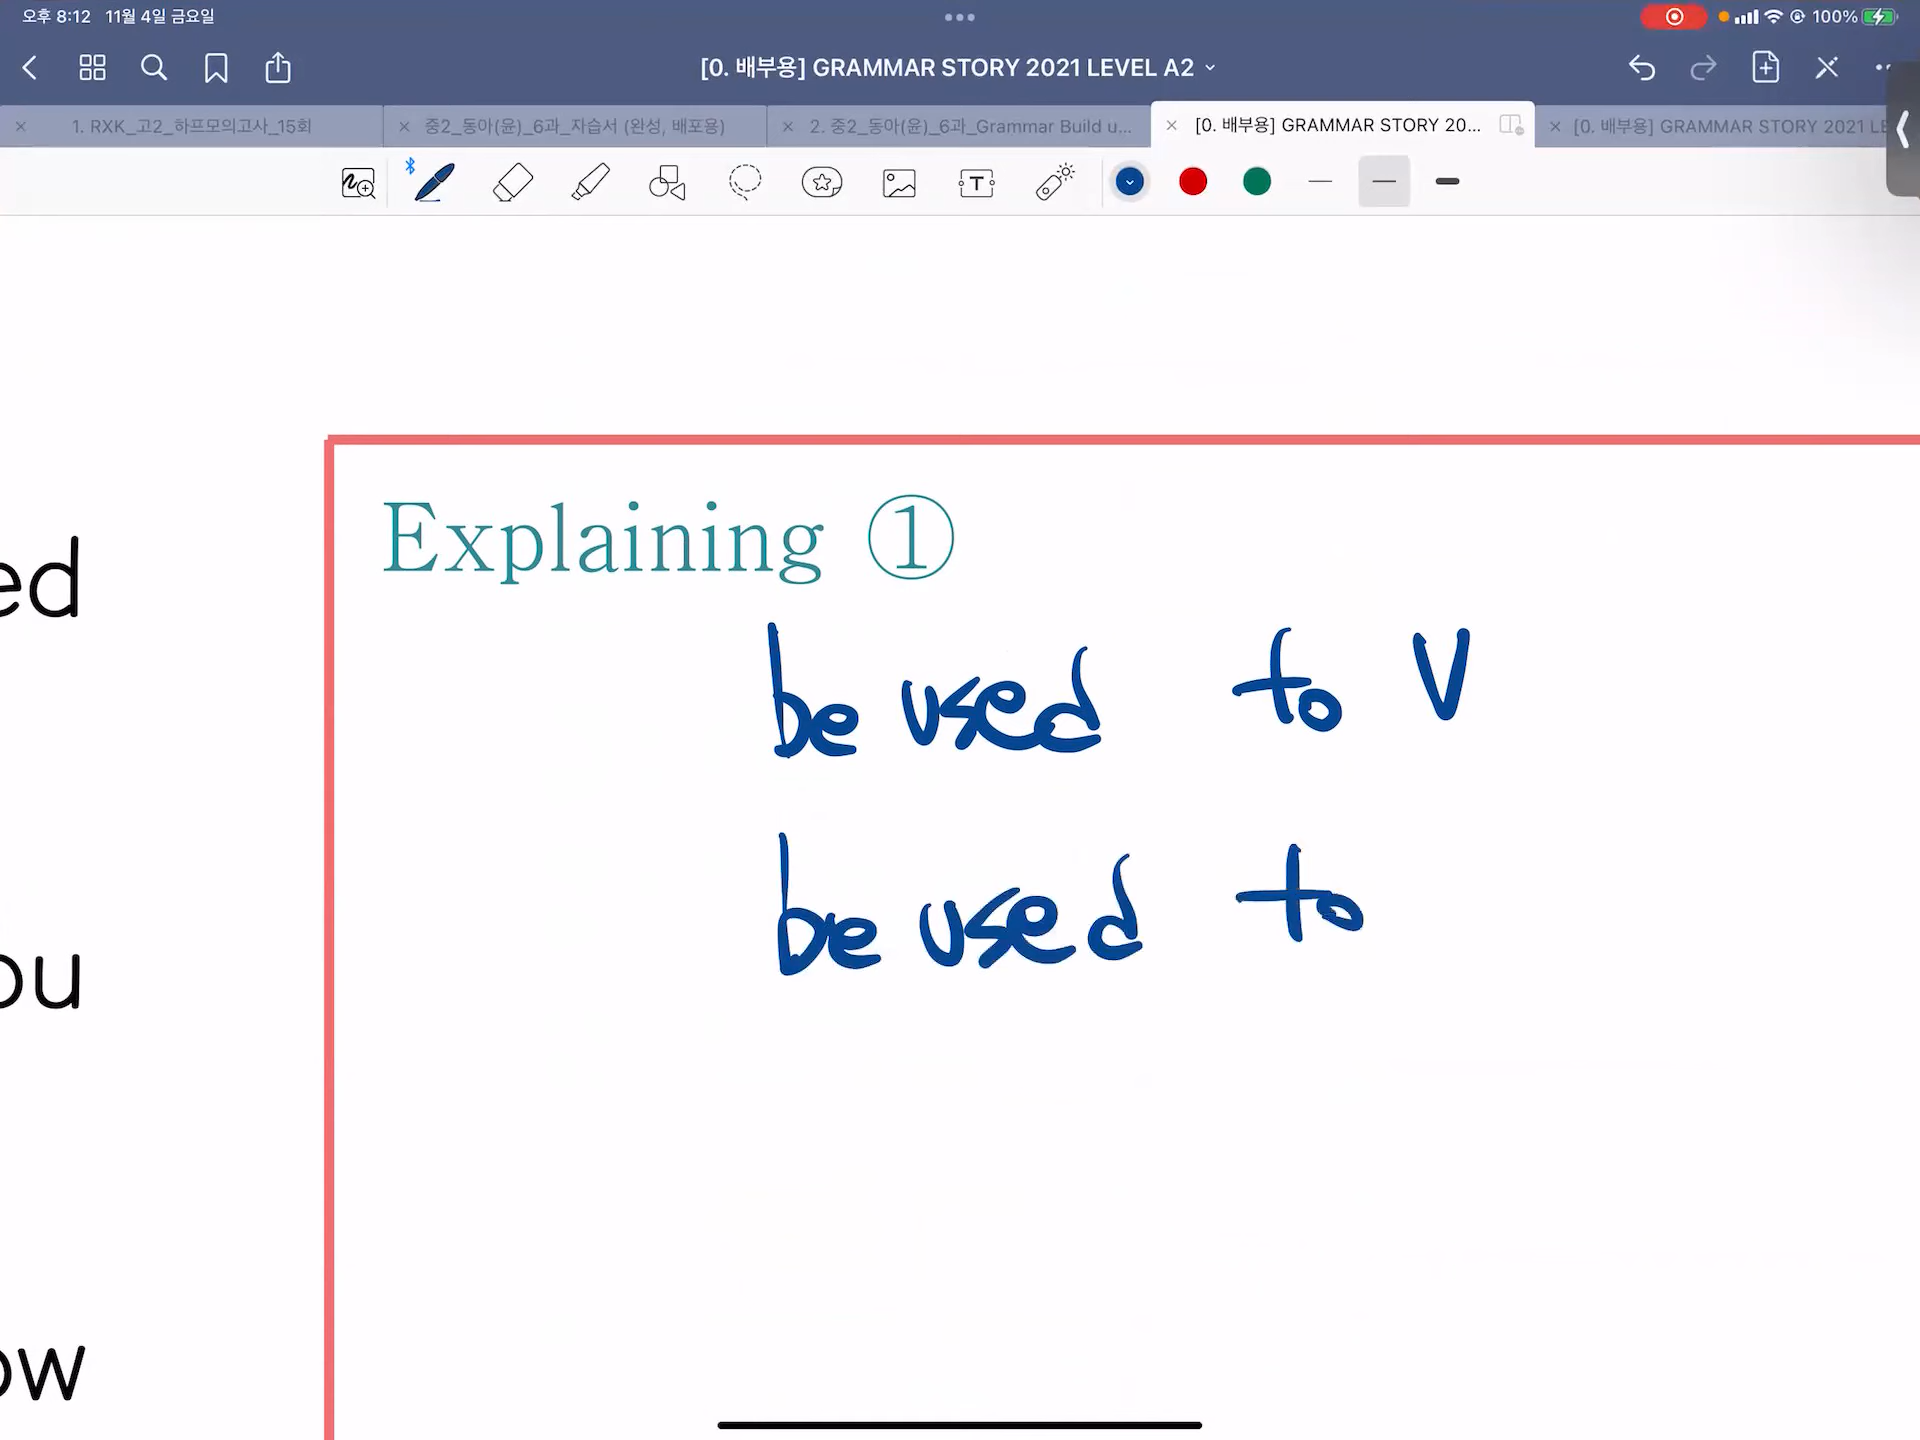 오후 8:12 11월 4일 금요일
100%
[0. 배부용] GRAMMAR STORY 2021 LEVEL A2
1. RXK_고2_하프모의고사_15회
중2_동아(윤)_6과_자습서 (완성, 배포용)
2. 중2_동아(윤)_6과_Grammar Build u...
[0. 배부용] GRAMMAR STORY 20...
[0. 배부용] GRAMMAR STORY 2021 LE
T
Explaining ①
ed
be used to V
ou
be used to
ow